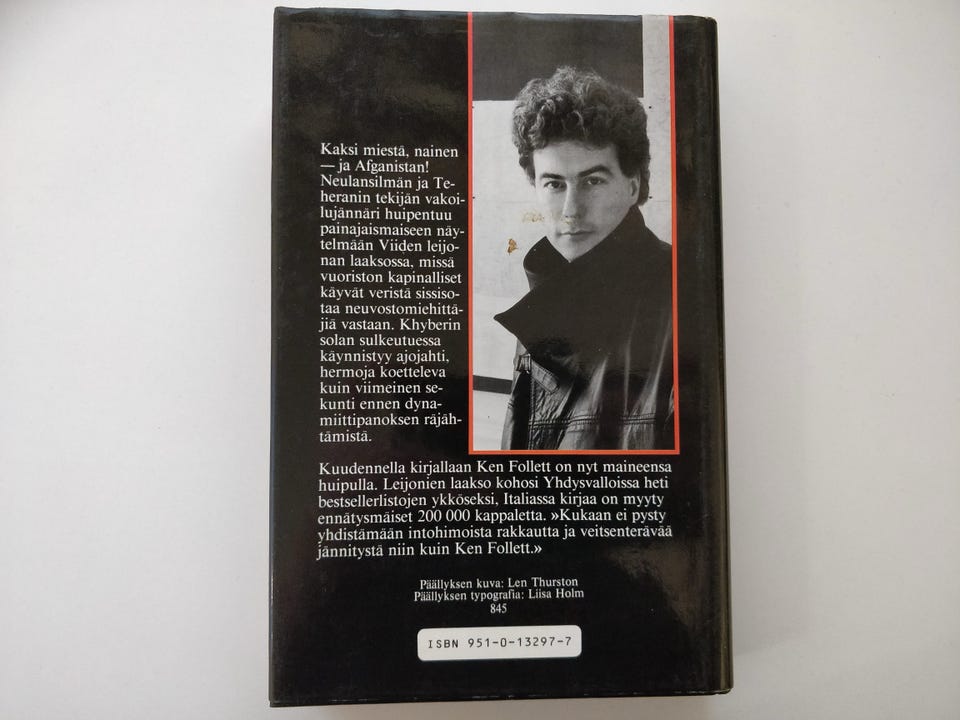 Kaksi miestä, nainen
— ja Afganistan!
Neulansilmän ja Te-
heranin tekijän vakoi-
lujännäri huipentuu
painajaismaiseen näy-
telmään Viiden leijo-
nan laaksossa, missä
vuoriston kapinalliset
käyvät veristä sissiso-
taa neuvostomiehittä-
jiä vastaan. Khyberin
solan sulkeutuessa
käynnistyy ajojahti,
hermoja koetteleva
kuin viimeinen se-
kunti ennen dyna-
miittipanoksen räjäh-
tämistä.
Kuudennella kirjallaan Ken Follett on nyt maineensa
huipulla. Leijonien laakso kohosi Yhdysvalloissa heti
bestsellerlistojen ykköseksi, Italiassa kirjaa on myyty
ennätysmäiset 200 000 kappaletta. »Kukaan ei pysty
yhdistämään intohimoista rakkautta ja veitsenterävää
jännitystä niin kuin Ken Follett.»
Päällyksen kuva: Len Thurston
Päällyksen typografia: Liisa Holm
845
ISBN 951-0-13297-7